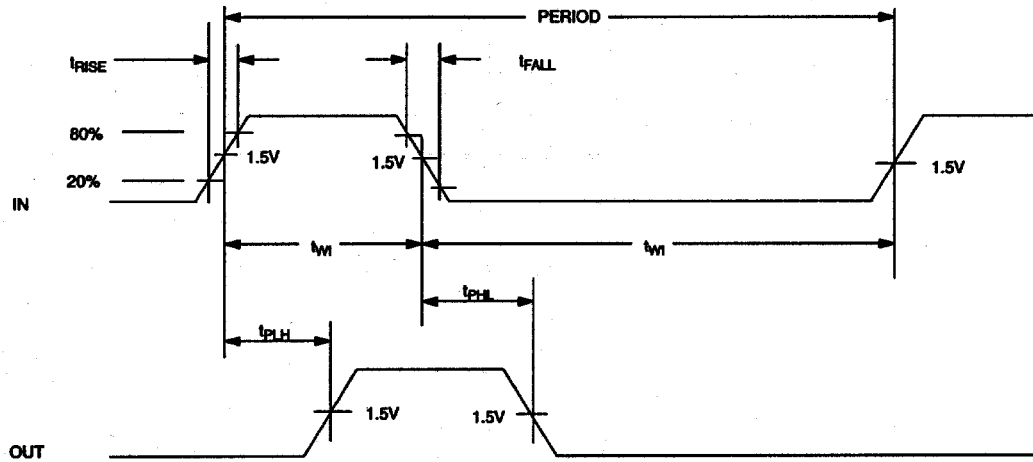 PERIOD
tRISE
tFALL
80%
1.5V
1.5V
1.5V
20%
IN
tWI
tWI
tPHL
tPLH
1.5V
1.5V
OUT